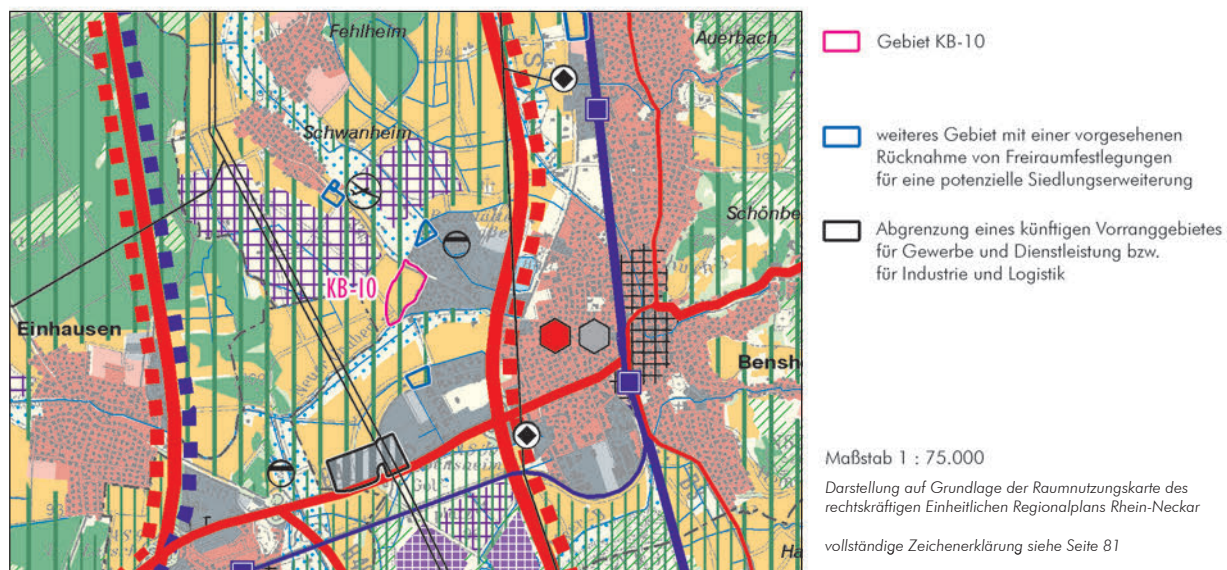 Fehlheim
Auerbach
Schwanheim
Schönbe
KB-10
Einhausen
Bensh
Gebiet KB-10
weiteres Gebiet mit einer vorgesehenen
Rücknahme von Freiraumfestlegungen
für eine potenzielle Siedlungserweiterung
Abgrenzung eines künftigen Vorranggebietes
für Gewerbe und Dienstleistung bzw.
für Industrie und Logistik
Maßstab 1 : 75.000
Darstellung auf Grundlage der Raumnutzungskarte des
rechtskräftigen Einheitlichen Regionalplans Rhein-Neckar
vollständige Zeichenerklärung siehe Seite 81